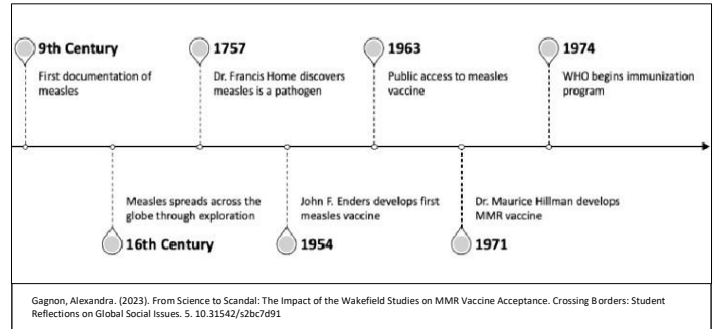 9th Century
First documentation of
measles
1757
Dr. Francis Home discovers
measles is a pathogen
1963
Public access to measles
vaccine
1974
WHO begins immunization
program
Measles spreads across the
globe through exploration
16th Century
John F. Enders develops first
measles vaccine
1954
Dr. Maurice Hillman develops
MMR vaccine
1971
Gagnon, Alexandra. (2023). From Science to Scandal: The Impact of the Wakefield Studies on MMR Vaccine Acceptance. Crossing Borders: Student
Reflections on Global Social Issues. 5. 10.31542/s2bc7d91